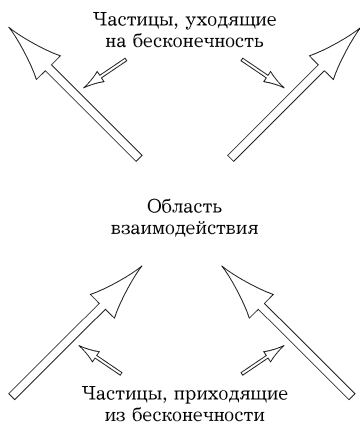 Частицы, уходящие
на бесконечность
Область
взаимодействия
Частицы, приходящие
из бесконечности